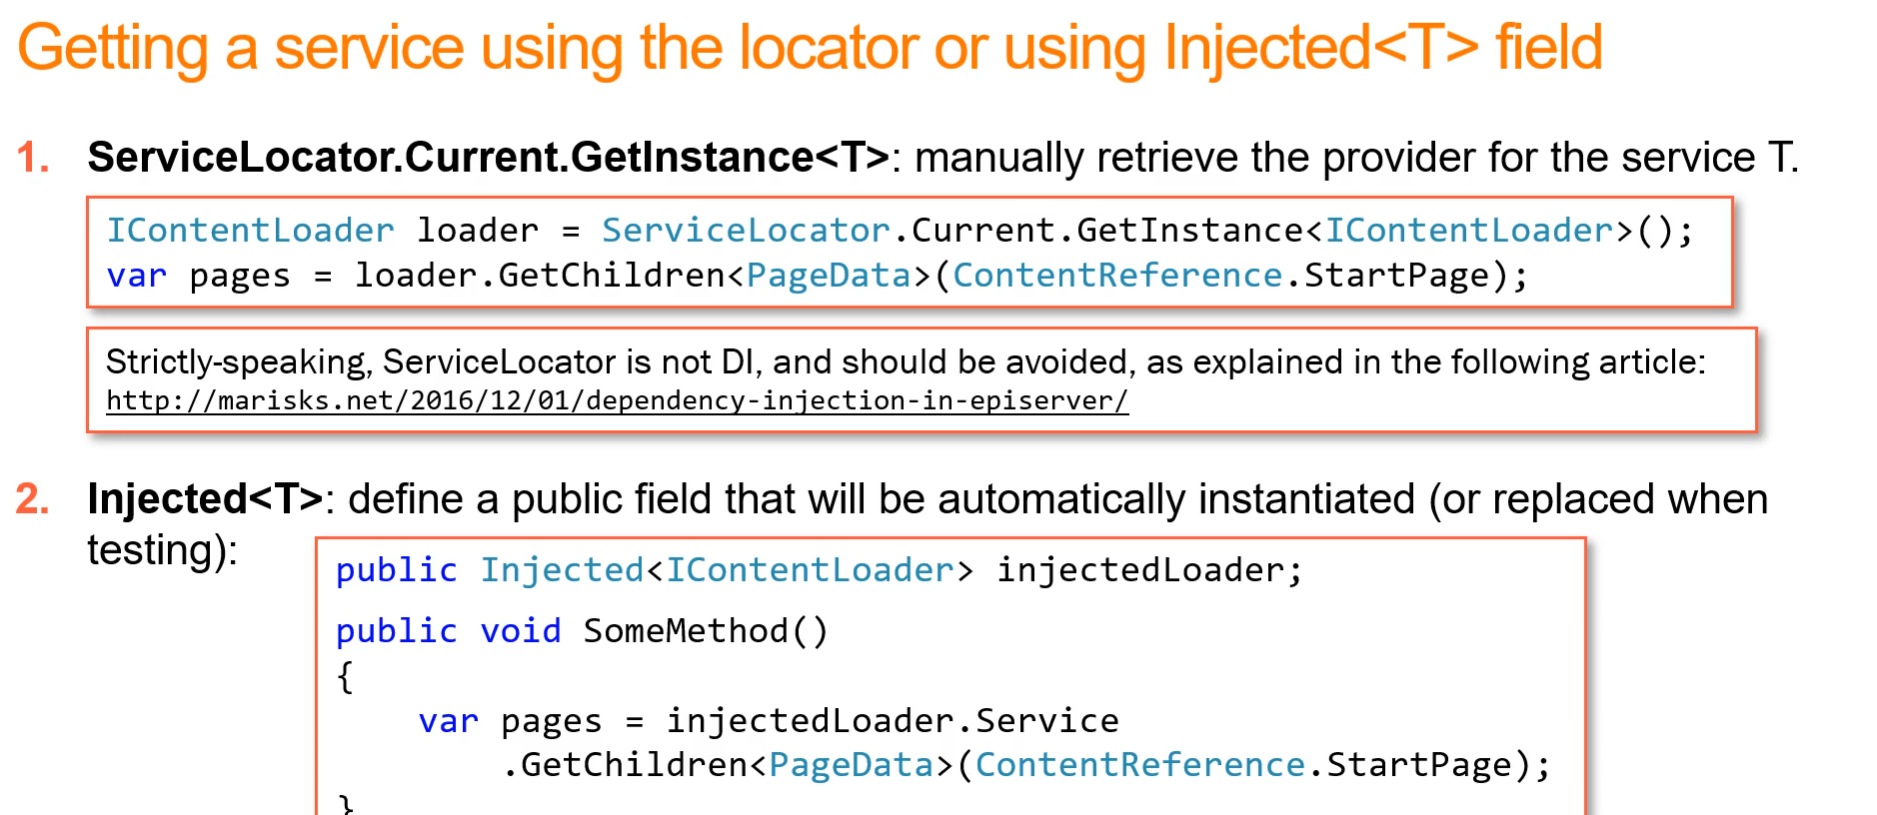 Getting a service using the locator or using Injected<T> field
1. ServiceLocator.Current.GetInstance<T>: manually retrieve the provider for the service T.
IContentLoader loader = ServiceLocator.Current.GetInstance<IContentLoader>();
var pages = loader.GetChildren<PageData>(ContentReference.StartPage);
Strictly-speaking, ServiceLocator is not DI, and should be avoided, as explained in the following article:
http://marisks.net/2016/12/01/dependency-injection-in-episerver/
2. Injected<T>: define a public field that will be automatically instantiated (or replaced when
testing):
public Injected<IContentLoader> injectedLoader;
public void SomeMethod()
{
var pages = injectedLoader.Service
.GetChildren<PageData>(ContentReference.StartPage);
}